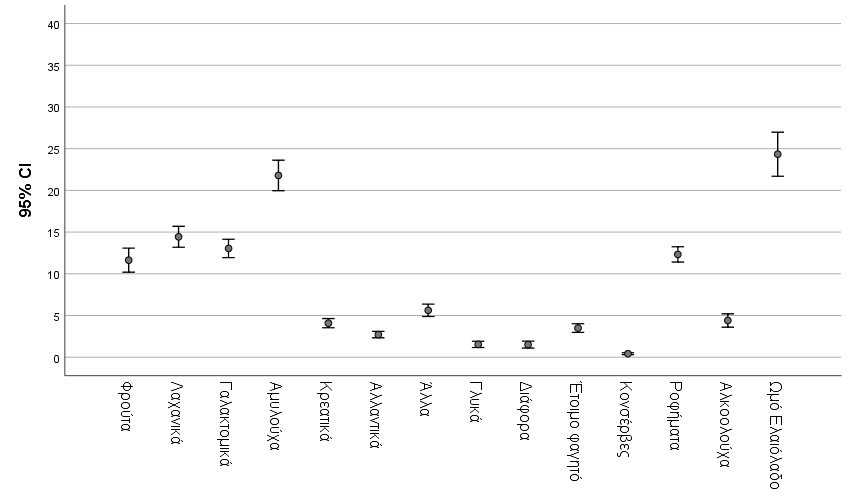 40
35
30
25
20
15
10
5
0
95% CI
Φρούτα
Λαχανικά
Γαλακτομικά
Αμυλούχα
Κρεατικά
Αλλαντικά
Άλλα
Γλυκά
Διάφορα
Έτοιμο φαγητό
Κονσέρβες
Ροφήματα
Αλκοολούχα
Ωμό Ελαιόλαδο